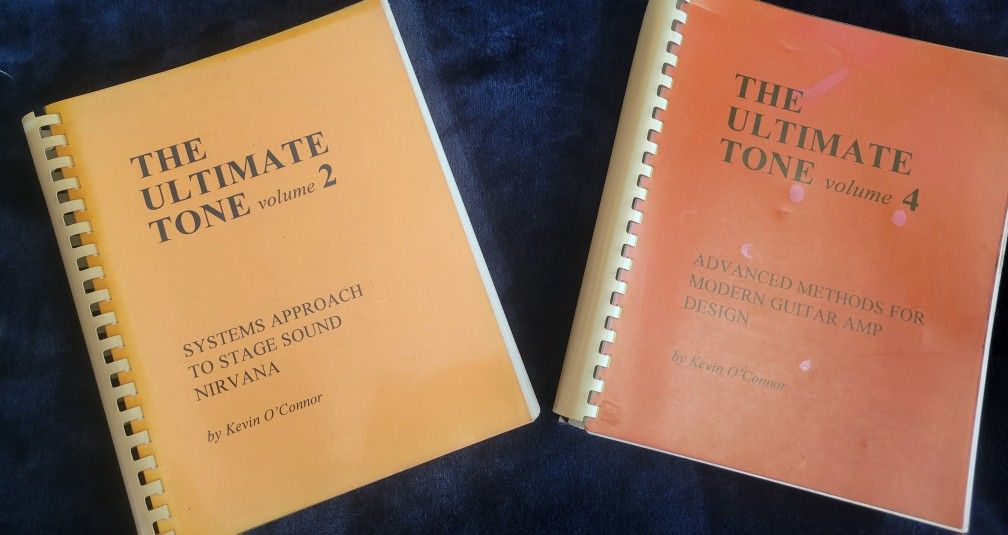 THE
ULTIMATE
TONE volume 2
SYSTEMS APPROACH
TO STAGE SOUND
NIRVANA
by Kevin O'Connor
THE
ULTIMATE
TONE volume 4
ADVANCED METHODS FOR
MODERN GUITAR AMP
DESIGN
by Kevin O'Connor